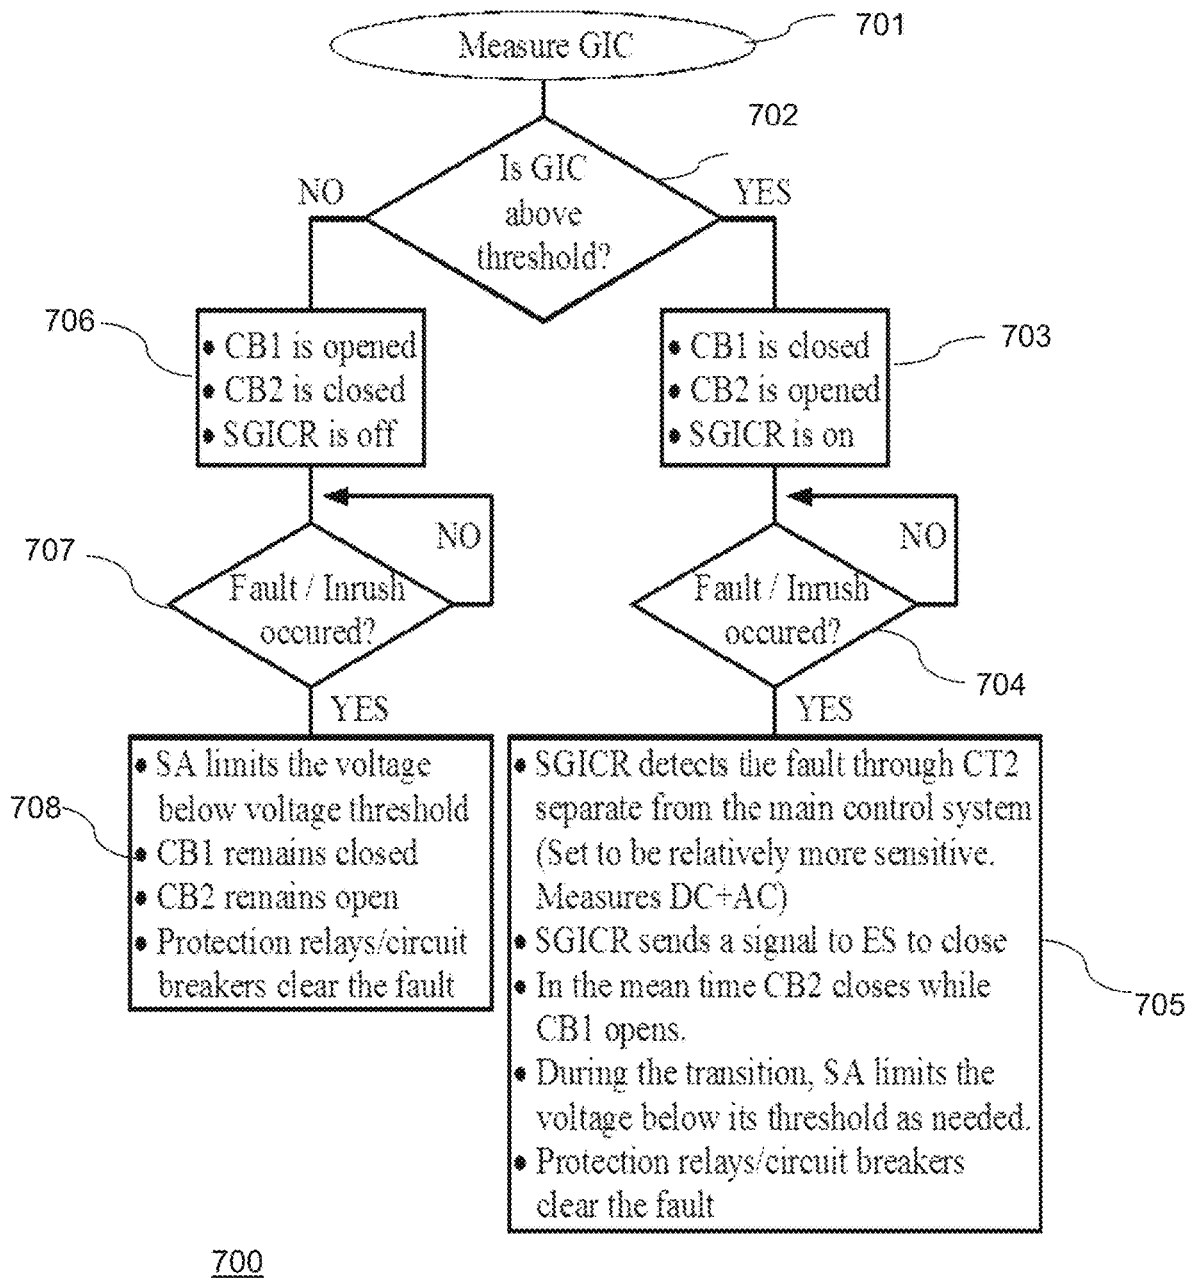 Measure GIC
701
702
Is GIC
above
threshold?
NO
YES
706
• CB1 is opened
• CB2 is closed
• SGICR is off
703
• CB1 is closed
• CB2 is opened
• SGICR is on
NO
707
Fault / Inrush
occured?
YES
NO
Fault / Inrush
occured?
704
YES
708
• SA limits the voltage
below voltage threshold
• CB1 remains closed
• CB2 remains open
• Protection relays/circuit
breakers clear the fault
• SGICR detects the fault through CT2
separate from the main control system
(Set to be relatively more sensitive.
Measures DC+AC)
• SGICR sends a signal to ES to close
• In the mean time CB2 closes while
CB1 opens.
• During the transition, SA limits the
voltage below its threshold as needed.
• Protection relays/circuit breakers
clear the fault
705
700